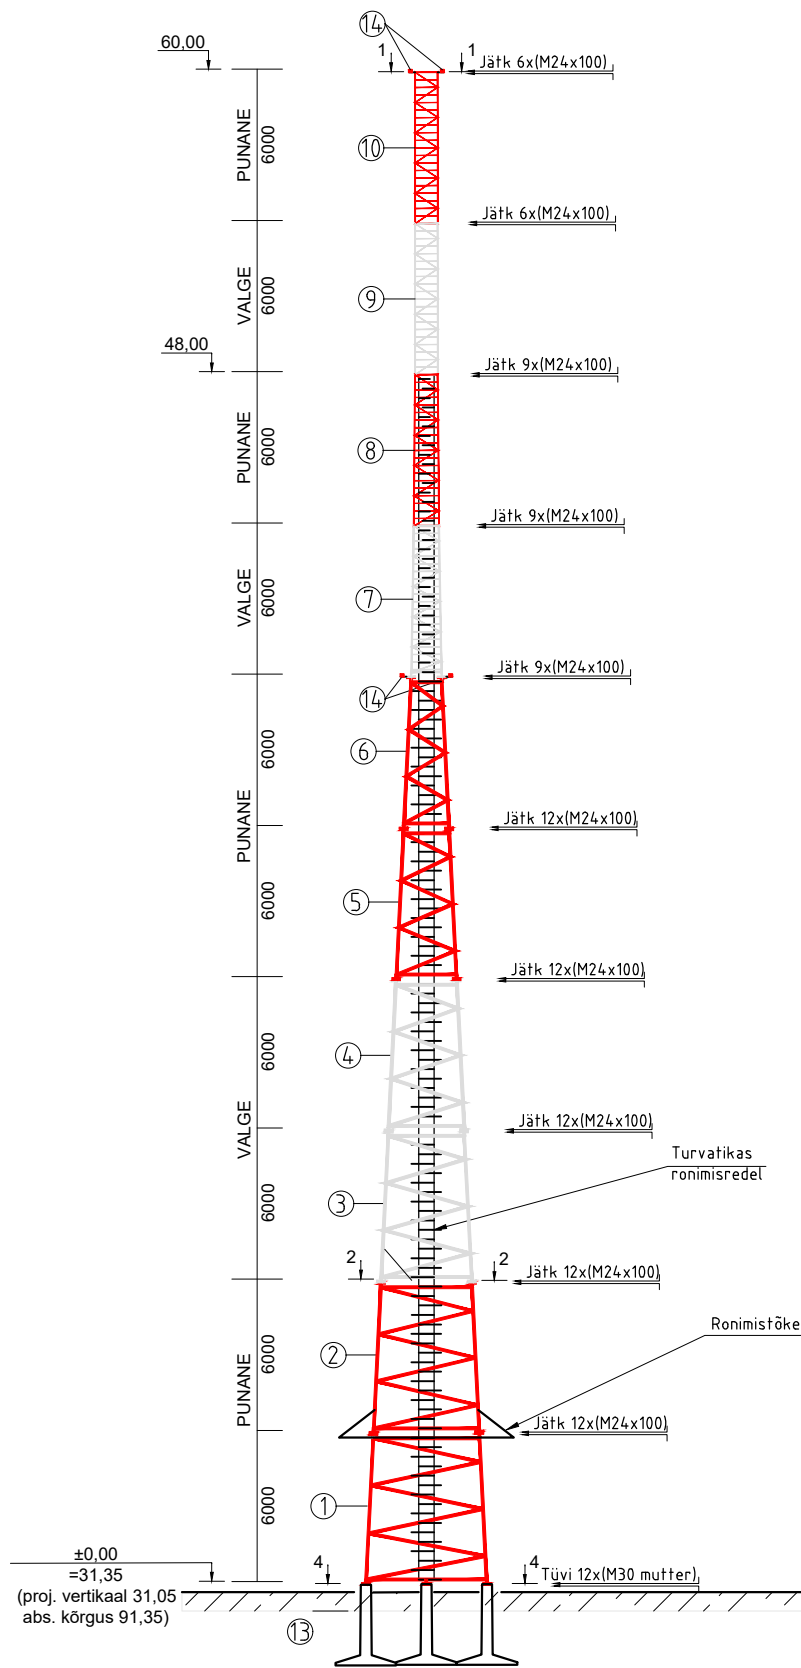 14
60,00
1
1
Jätk 6x(M24x100)
PUNANE
6000
10
Jätk 6x(M24x100)
VALGE
6000
9
48,00
Jätk 9x(M24x100)
PUNANE
6000
8
Jätk 9x(M24x100)
VALGE
6000
7
Jätk 9x(M24x100)
14
6000
6
PUNANE
Jätk 12x(M24x100)
6000
5
Jätk 12x(M24x100)
6000
4
VALGE
Jätk 12x(M24x100)
Turvatikas
ronimisredel
6000
3
2
2
Jätk 12x(M24x100)
Ronimistõke
6000
2
PUNANE
Jätk 12x(M24x100)
6000
1
±0,00
=31,35
(proj. vertikaal 31,05
abs. kõrgus 91,35)
4
4
Tüvi 12x(M30 mutter)
13